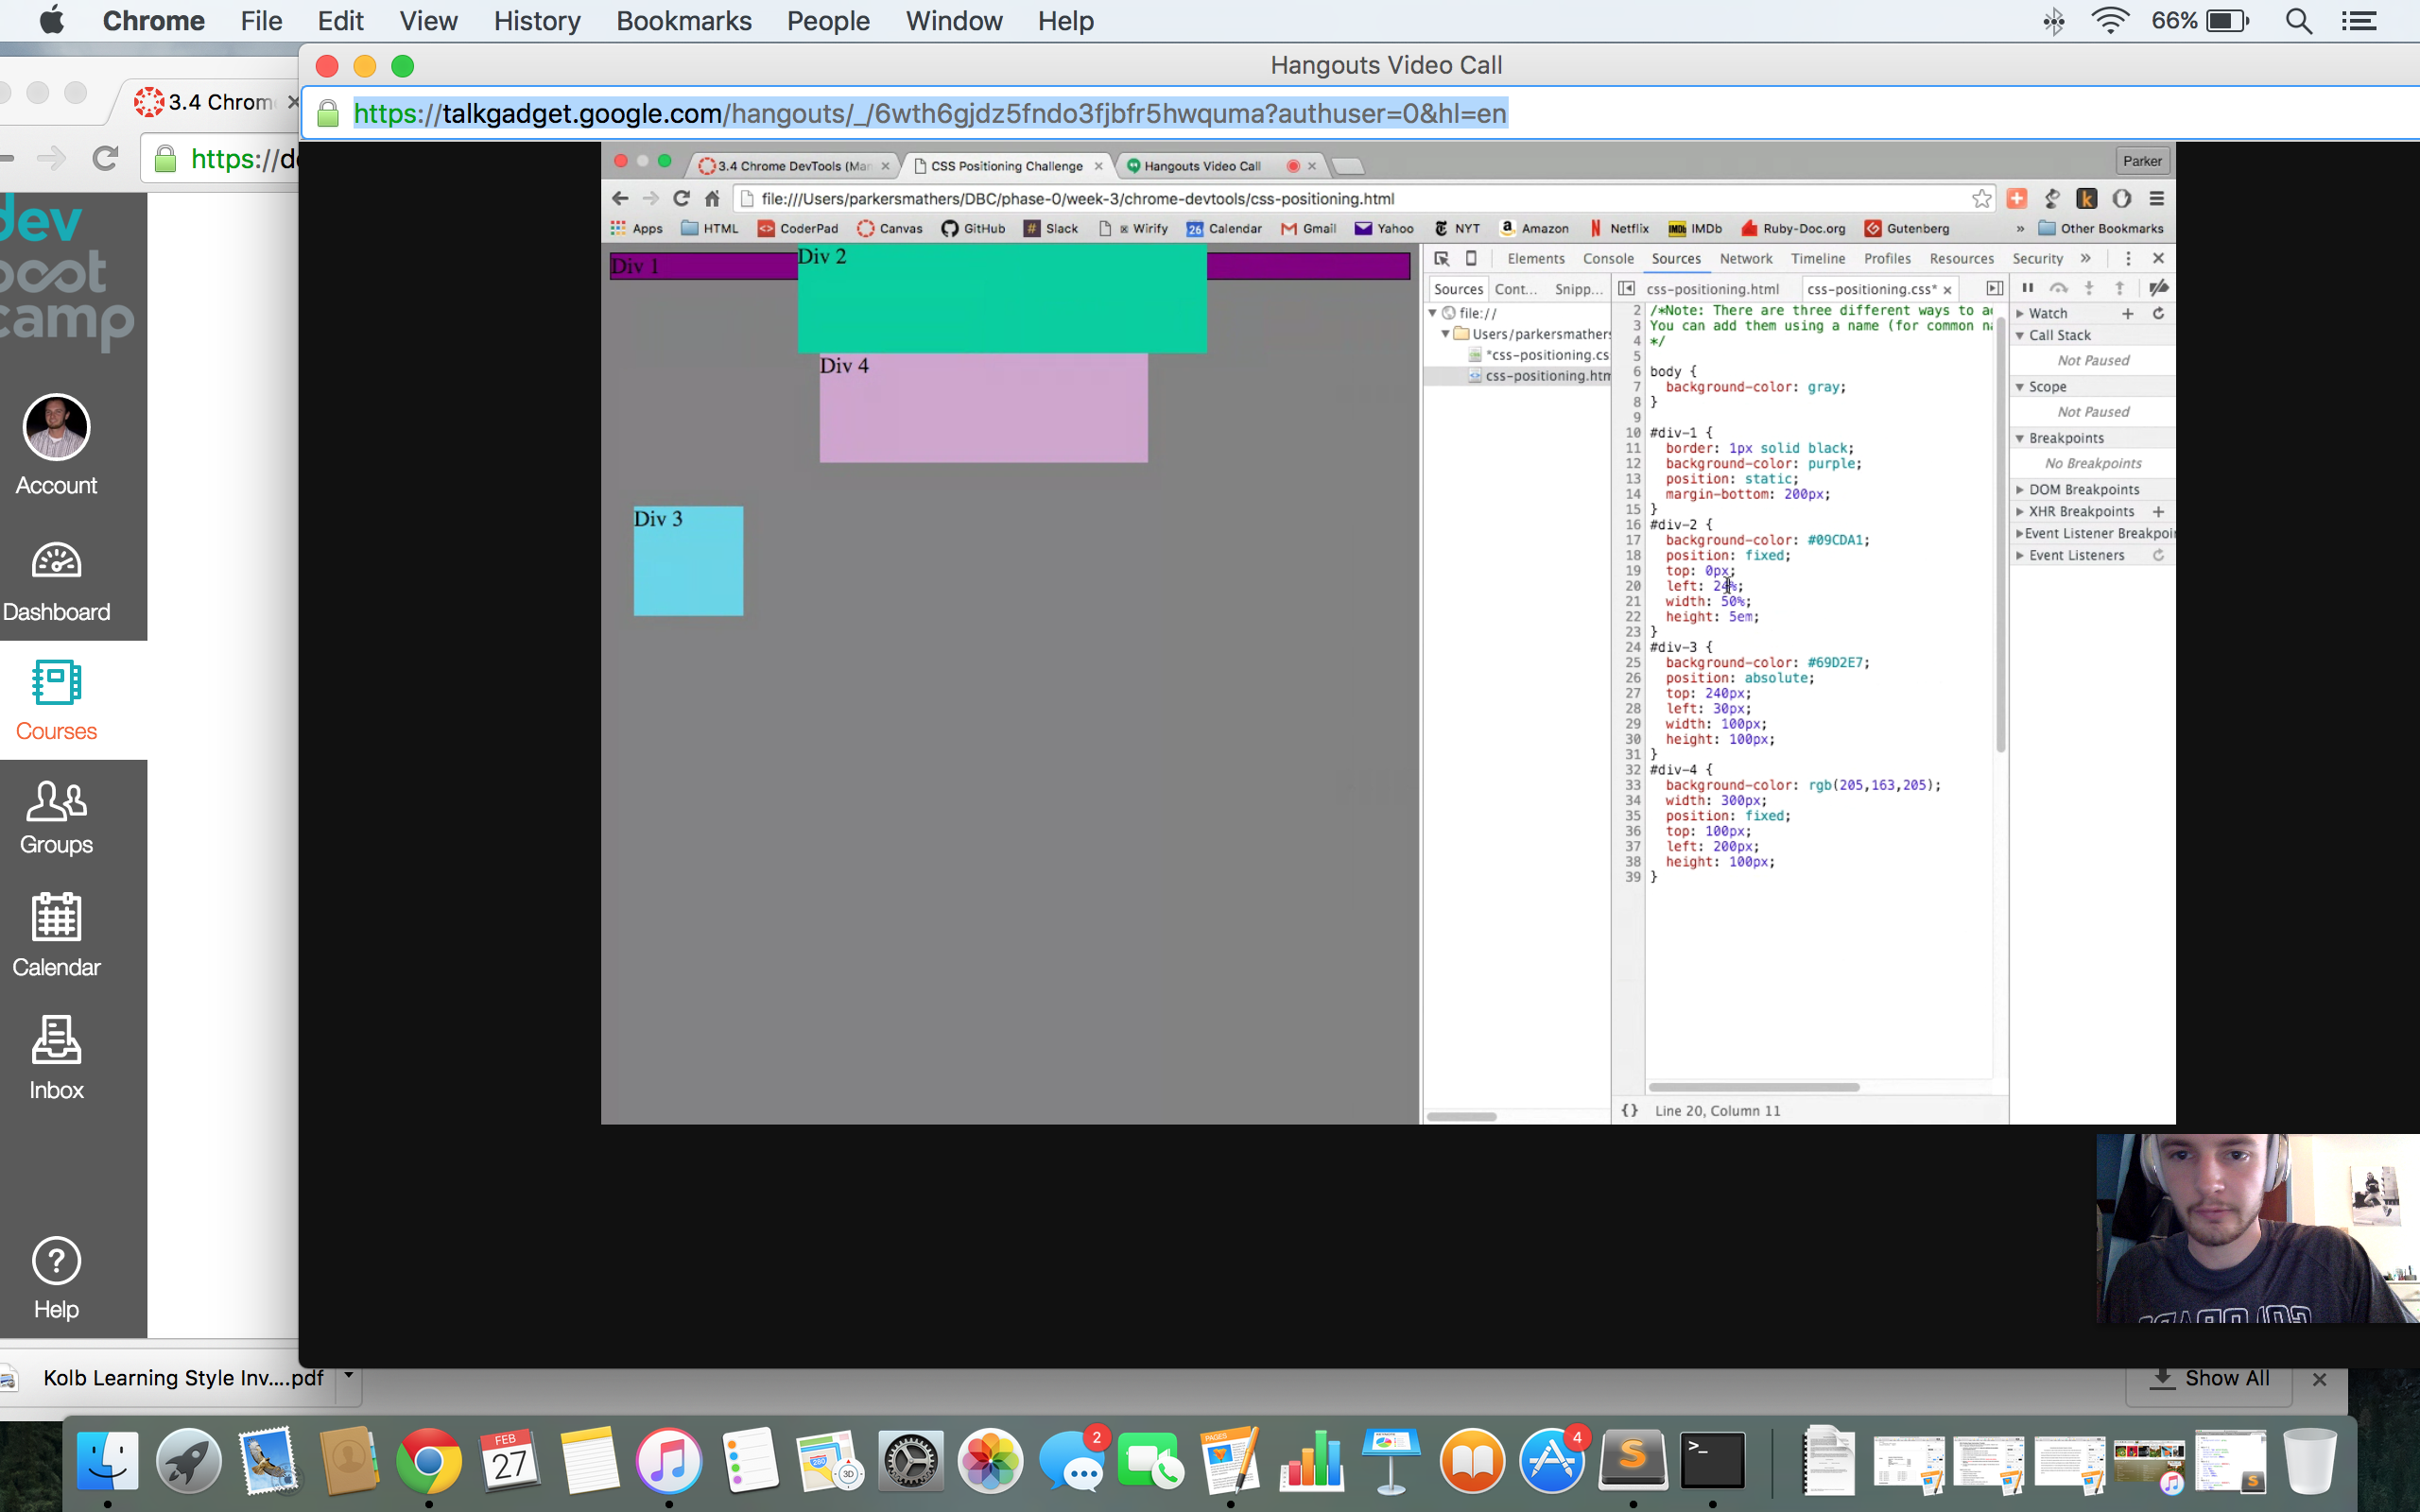 Chrome File Edit View History Bookmarks People Window Help 66%
Hangouts Video Call
3.4 Chrom
https://talkgadget.google.com/hangouts/_/6wth6gjdz5fndo3fjbfr5hwquma?authuser=0&hl=en
https://d
3.4 Chrome DevTools (Man CSS Positioning Challenge Hangouts Video Call Parker
file:///Users/parkersmathers/DBC/phase-0/week-3/chrome-devtools/css-positioning.html
Apps HTML CoderPad Canvas GitHub Slack Wirify 26 Calendar Gmail Yahoo NYT Amazon Netflix IMDb Ruby-Doc.org Gutenberg » Other Bookmarks
dev
boot
camp
Account
Dashboard
Courses
Groups
Calendar
Inbox
Help
Div 1
Div 2
Div 4
Div 3
Elements Console Sources Network Timeline Profiles Resources Security »
Sources Cont... Snipp...
file://
Users/parkersmathers
*css-positioning.cs
css-positioning.htm
css-positioning.html css-positioning.css*
2 /*Note: There are three different ways to a
3 You can add them using a name (for common na
4 */
5
6 body {
7 background-color: gray;
8 }
9
10 #div-1 {
11 border: 1px solid black;
12 background-color: purple;
13 position: static;
14 margin-bottom: 200px;
15 }
16 #div-2 {
17 background-color: #09CDA1;
18 position: fixed;
19 top: 0px;
20 left: 24%;
21 width: 50%;
22 height: 5em;
23 }
24 #div-3 {
25 background-color: #69D2E7;
26 position: absolute;
27 top: 240px;
28 left: 30px;
29 width: 100px;
30 height: 100px;
31 }
32 #div-4 {
33 background-color: rgb(205,163,205);
34 width: 300px;
35 position: fixed;
36 top: 100px;
37 left: 200px;
38 height: 100px;
39 }
{} Line 20, Column 11
Watch
Call Stack
Not Paused
Scope
Not Paused
Breakpoints
No Breakpoints
DOM Breakpoints
XHR Breakpoints
Event Listener Breakpoi
Event Listeners
Kolb Learning Style Inv....pdf
Show All
FEB
27
280
3D
2
PAGES
4
S
>_